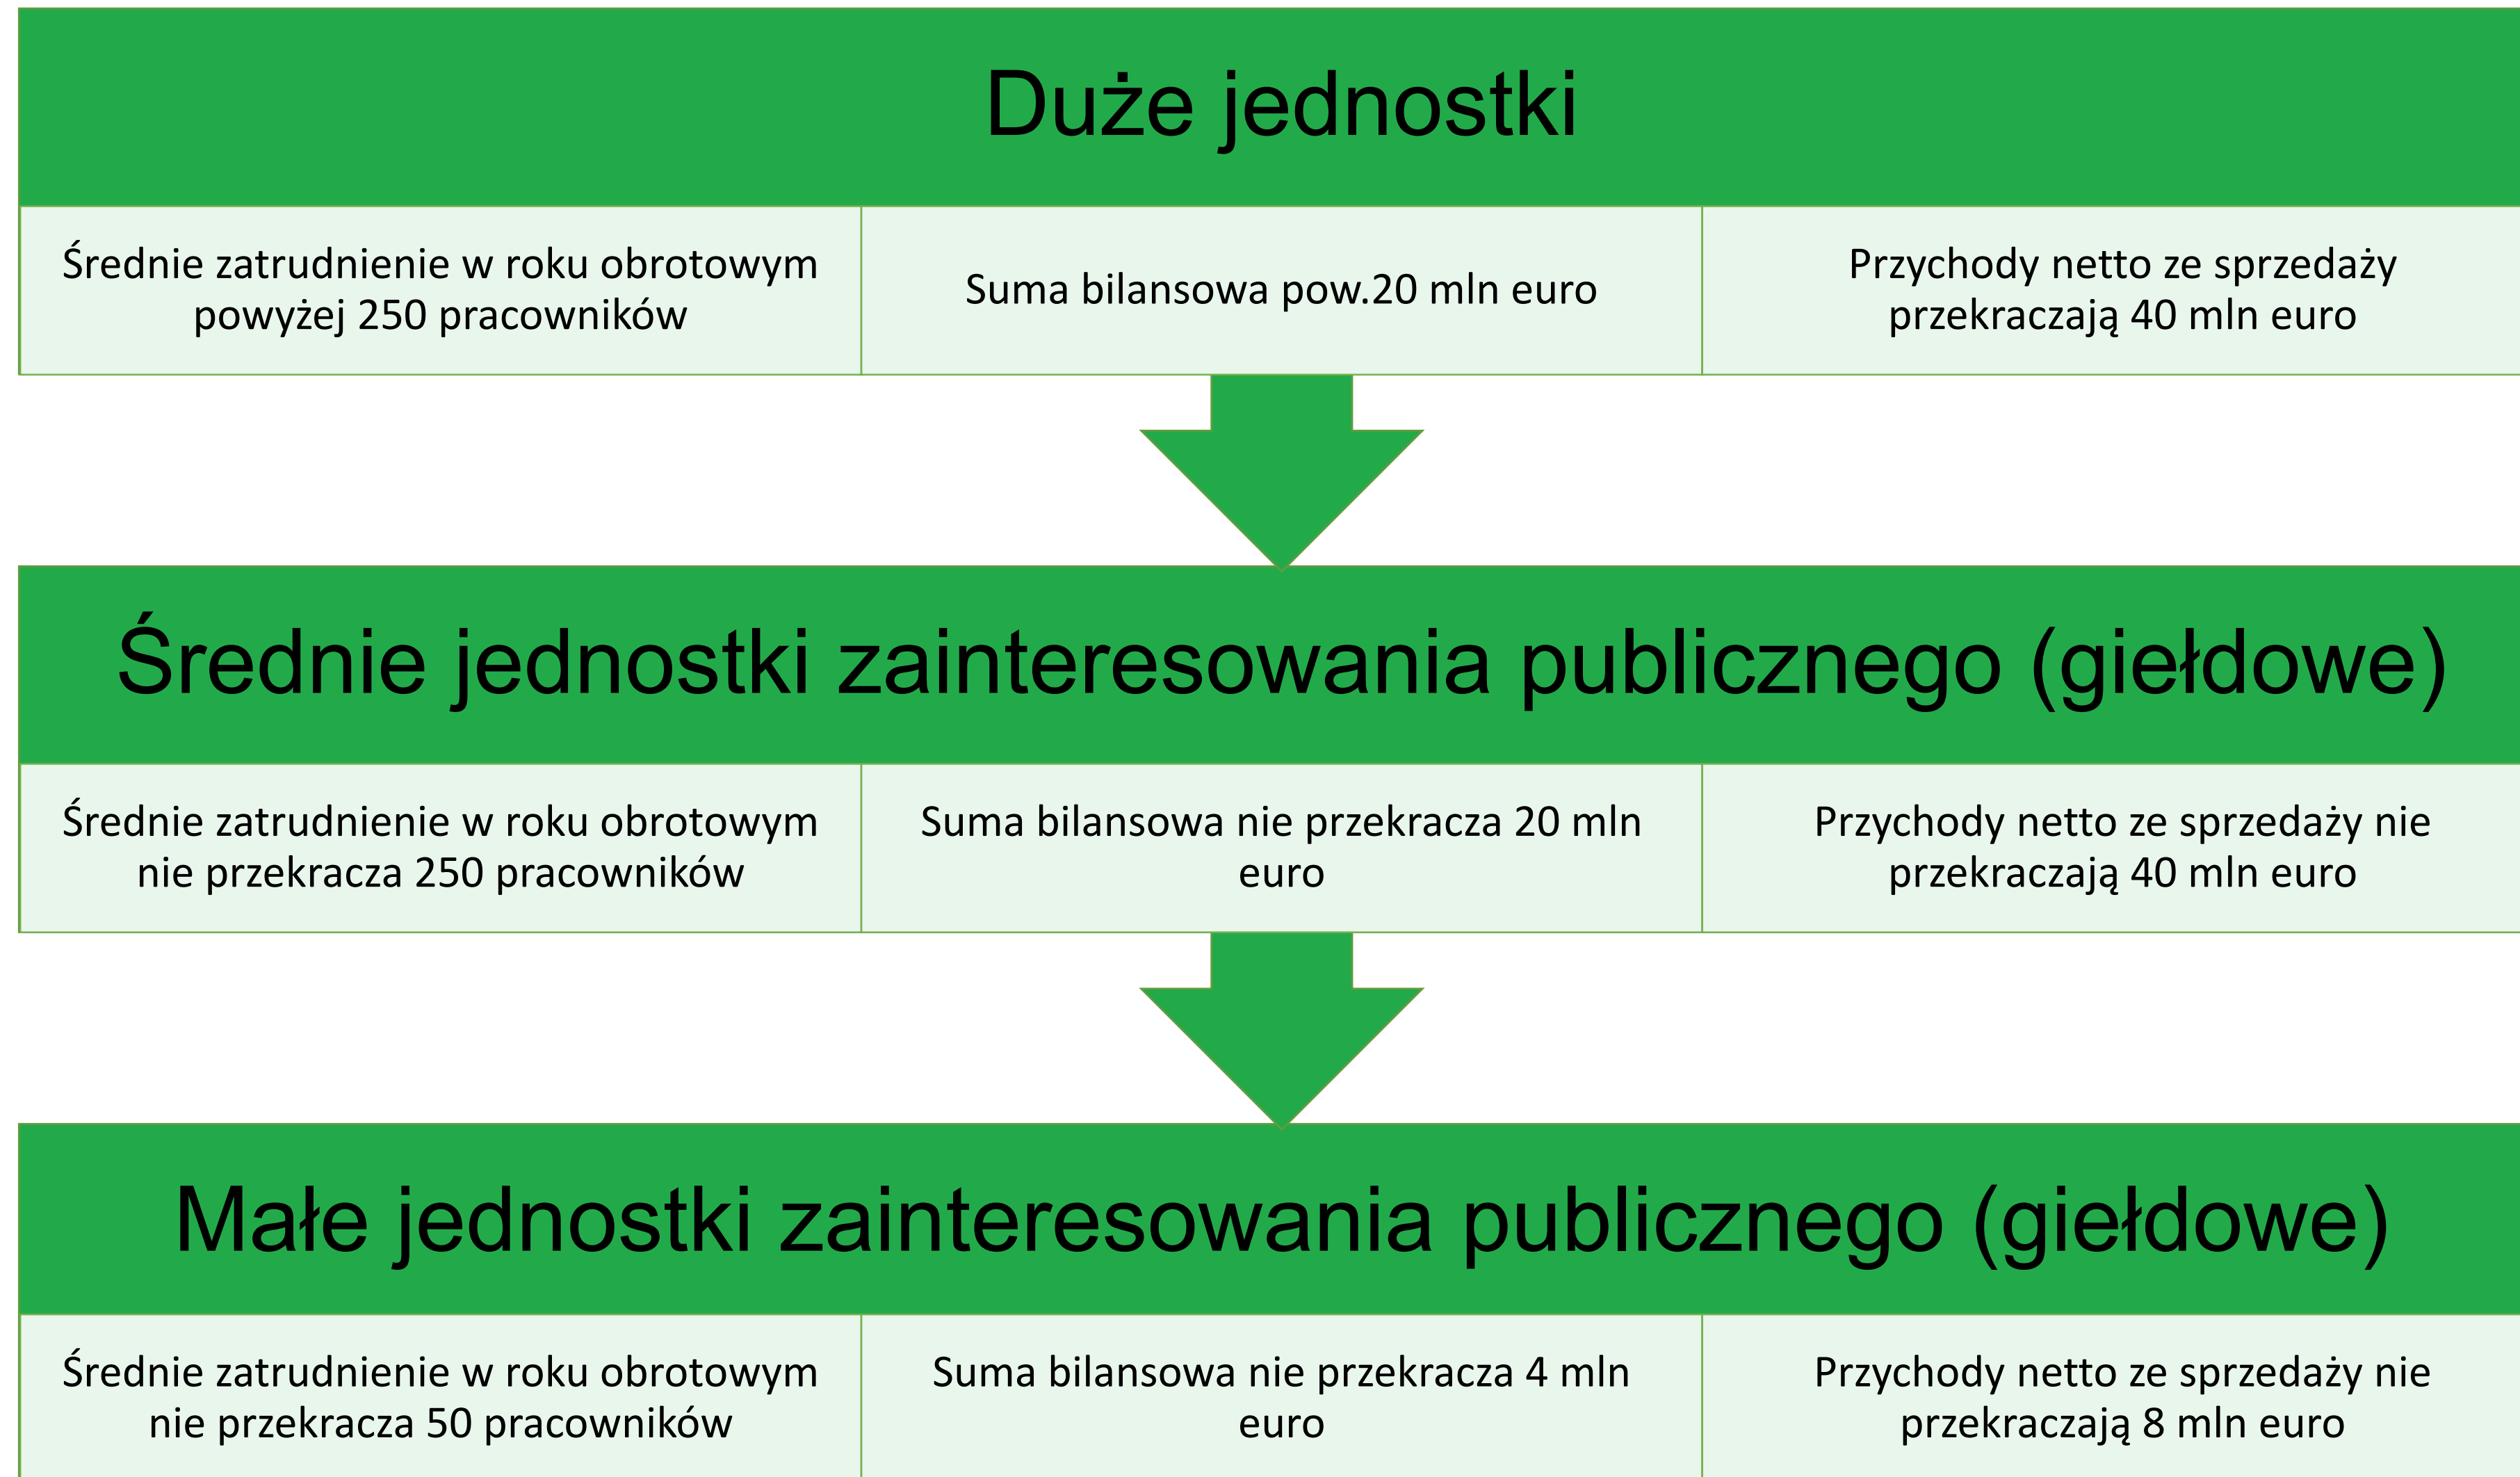 Duże jednostki
Średnie zatrudnienie w roku obrotowym
powyżej 250 pracowników
Suma bilansowa pow.20 mln euro
Przychody netto ze sprzedaży
przekraczają 40 mln euro
Średnie jednostki zainteresowania publicznego (giełdowe)
Średnie zatrudnienie w roku obrotowym
nie przekracza 250 pracowników
Suma bilansowa nie przekracza 20 mln
euro
Przychody netto ze sprzedaży nie
przekraczają 40 mln euro
Małe jednostki zainteresowania publicznego (giełdowe)
Średnie zatrudnienie w roku obrotowym
nie przekracza 50 pracowników
Suma bilansowa nie przekracza 4 mln
euro
Przychody netto ze sprzedaży nie
przekraczają 8 mln euro